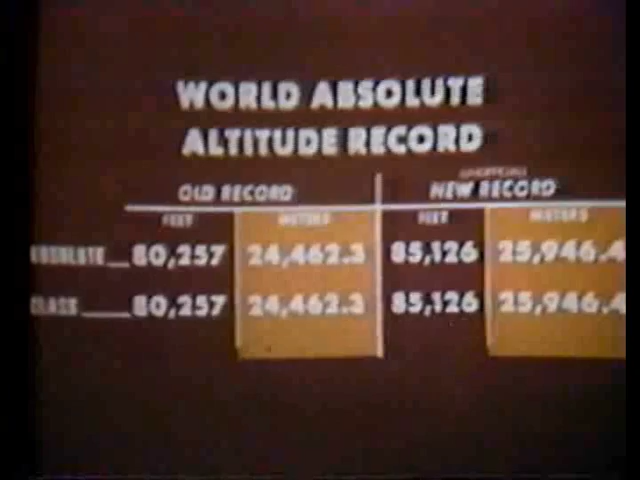 WORLD ABSOLUTE
ALTITUDE RECORD
(UNOFFICIAL)
OLD RECORD NEW RECORD
FEET METERS FEET METERS
ABSOLUTE 80,257 24,462.3 85,126 25,946.4
CLASS 80,257 24,462.3 85,126 25,946.4